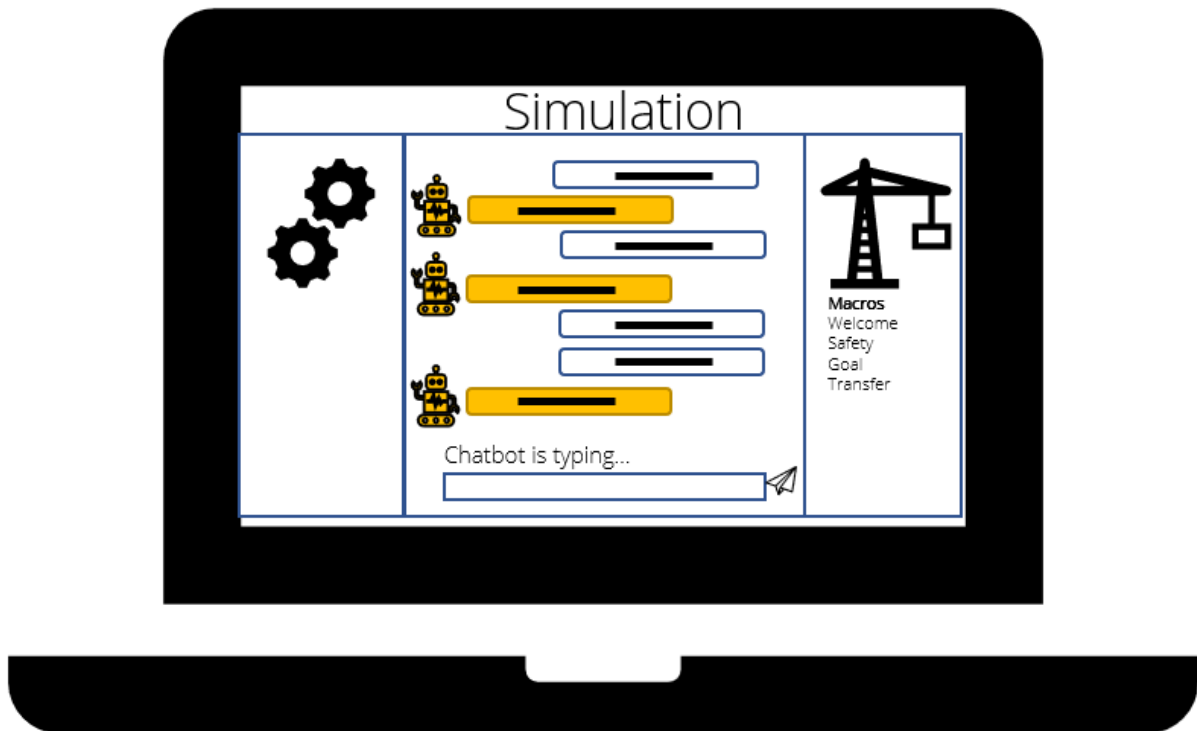 Simulation
Chatbot is typing...
Macros
Welcome
Safety
Goal
Transfer